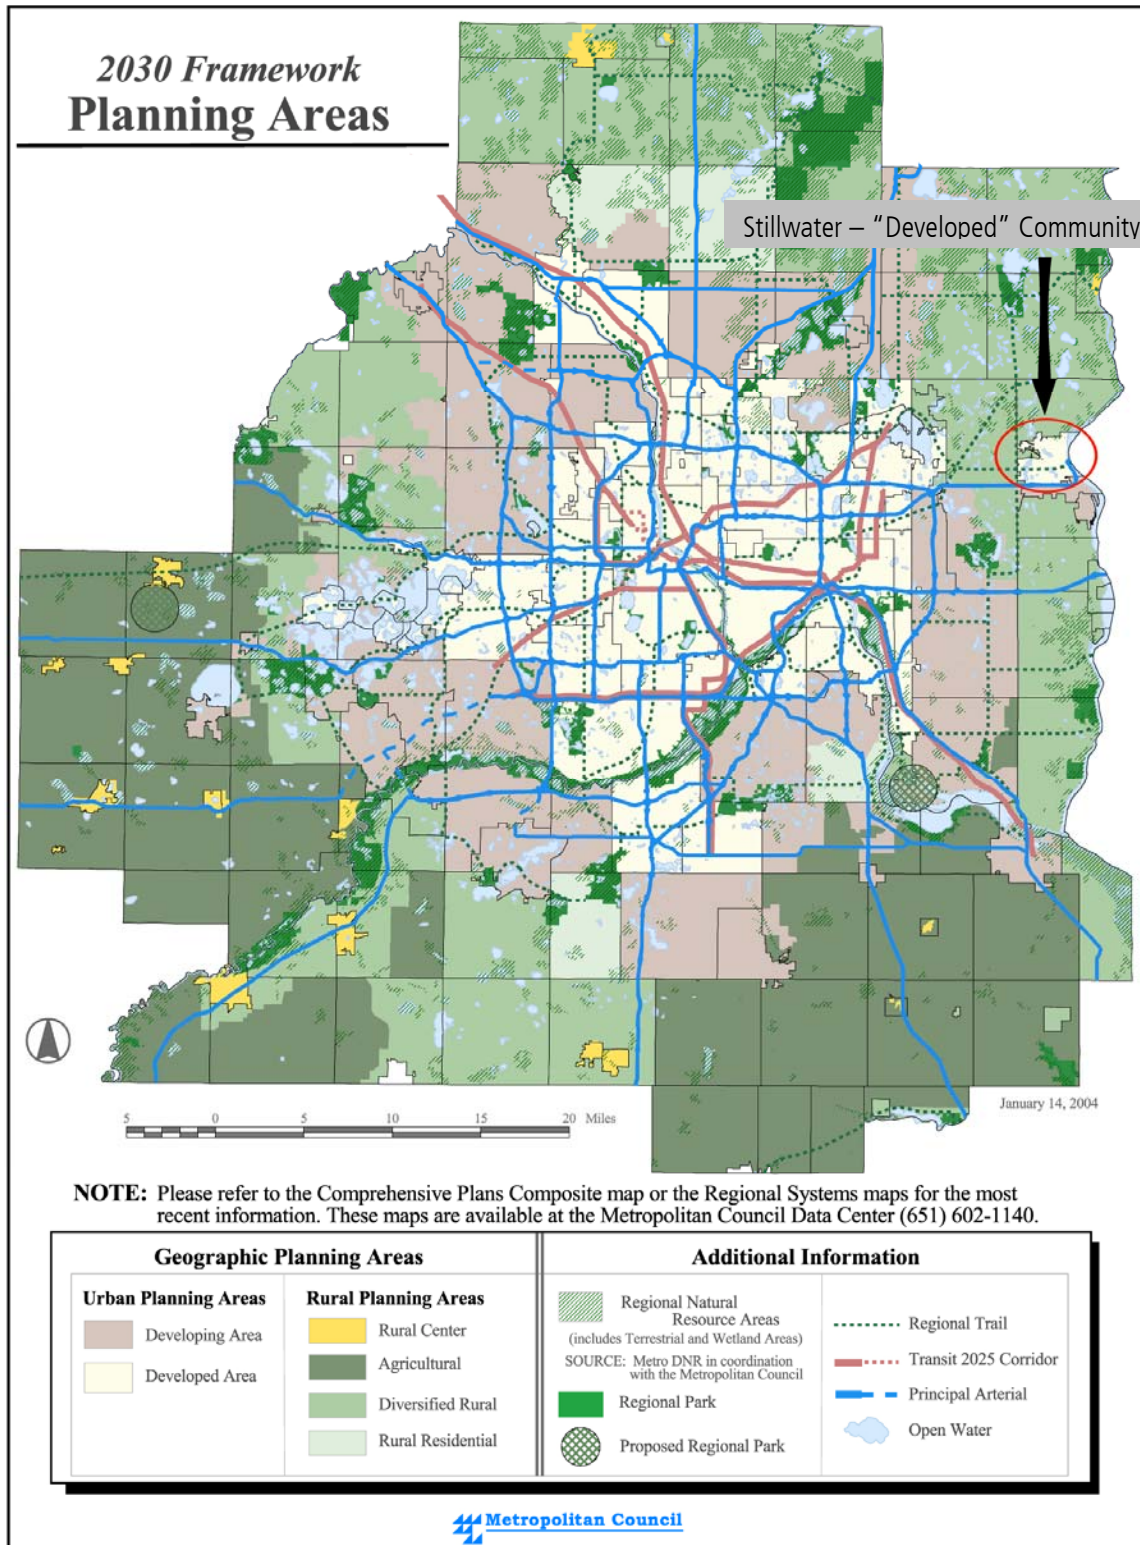 2030 Framework
Planning Areas
Stillwater – “Developed” Community
January 14, 2004
5 0 5 10 15 20 Miles
NOTE: Please refer to the Comprehensive Plans Composite map or the Regional Systems maps for the most
recent information. These maps are available at the Metropolitan Council Data Center (651) 602-1140.
Geographic Planning Areas
Urban Planning Areas
Developing Area
Developed Area
Rural Planning Areas
Rural Center
Agricultural
Diversified Rural
Rural Residential
Additional Information
Regional Natural
Resource Areas
(includes Terrestrial and Wetland Areas)
SOURCE: Metro DNR in coordination
with the Metropolitan Council
Regional Park
Proposed Regional Park
Regional Trail
Transit 2025 Corridor
Principal Arterial
Open Water
Metropolitan Council